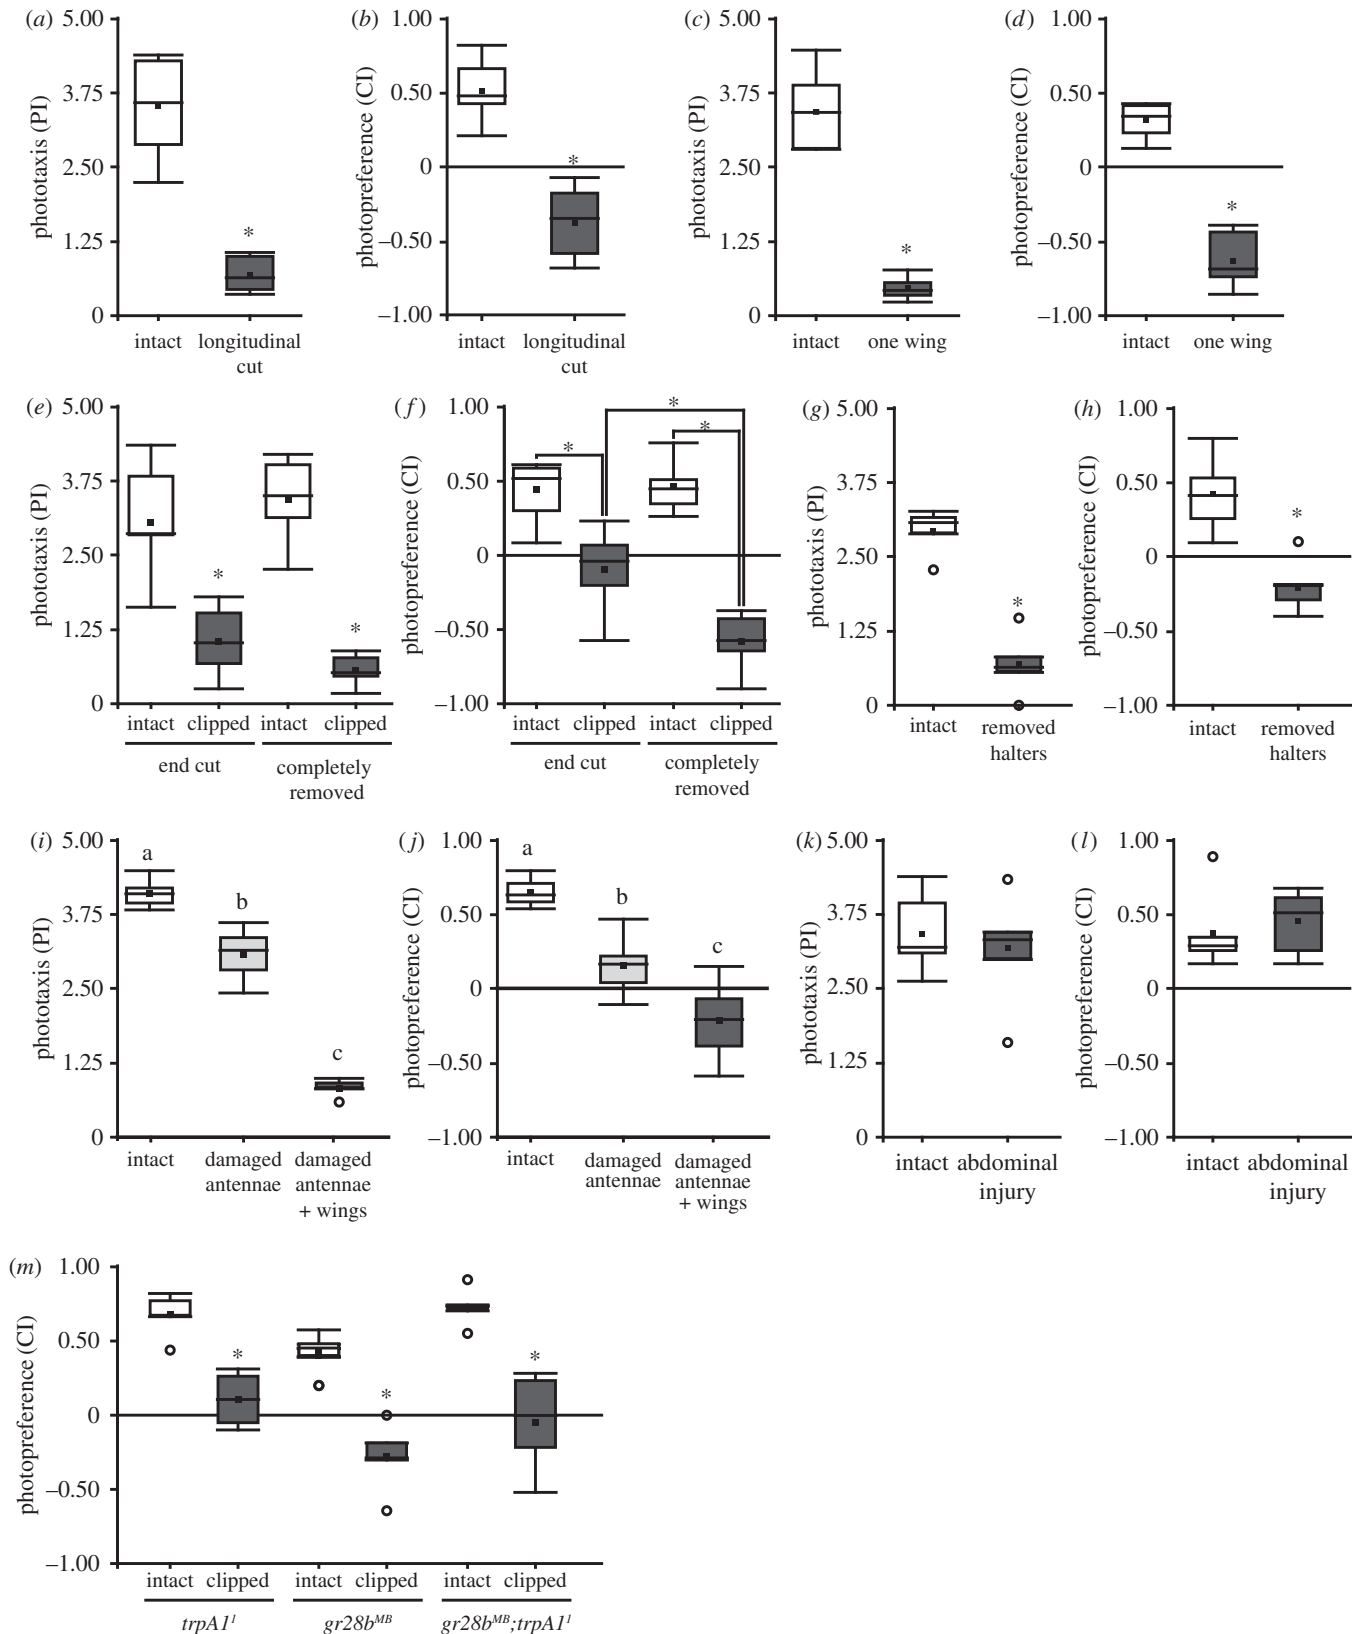 (a) 5.00 (b) 1.00 (c) 5.00 (d) 1.00
phototaxis (PI)
3.75
2.50
1.25
0
*
intact longitudinal
cut
photopreference (CI)
0.50
0
–0.50
–1.00
*
intact longitudinal
cut
phototaxis (PI)
3.75
2.50
1.25
0
*
intact one wing
photopreference (CI)
0.50
0
–0.50
–1.00
*
intact one wing
(e) 5.00 (f) 1.00 (g) 5.00 (h) 1.00
phototaxis (PI)
3.75
2.50
1.25
0
* *
intact clipped intact clipped
end cut completely
removed
photopreference (CI)
0.50
0
–0.50
–1.00
*
* *
intact clipped intact clipped
end cut completely
removed
phototaxis (PI)
3.75
2.50
1.25
0
*
intact removed
halters
photopreference (CI)
0.50
0
–0.50
–1.00
*
intact removed
halters
(i) 5.00 (j) 1.00 (k) 5.00 (l) 1.00
phototaxis (PI)
3.75
2.50
1.25
0
a
b
c
intact damaged damaged
antennae antennae
+ wings
photopreference (CI)
0.50
0
–0.50
–1.00
a
b
c
intact damaged damaged
antennae antennae
+ wings
phototaxis (PI)
3.75
2.50
1.25
0
intact abdominal
injury
photopreference (CI)
0.50
0
–0.50
–1.00
intact abdominal
injury
(m) 1.00
photopreference (CI)
0.50
0
–0.50
–1.00
* * *
intact clipped intact clipped intact clipped
trpA1¹ gr28bᴹᴮ gr28bᴹᴮ;trpA1¹